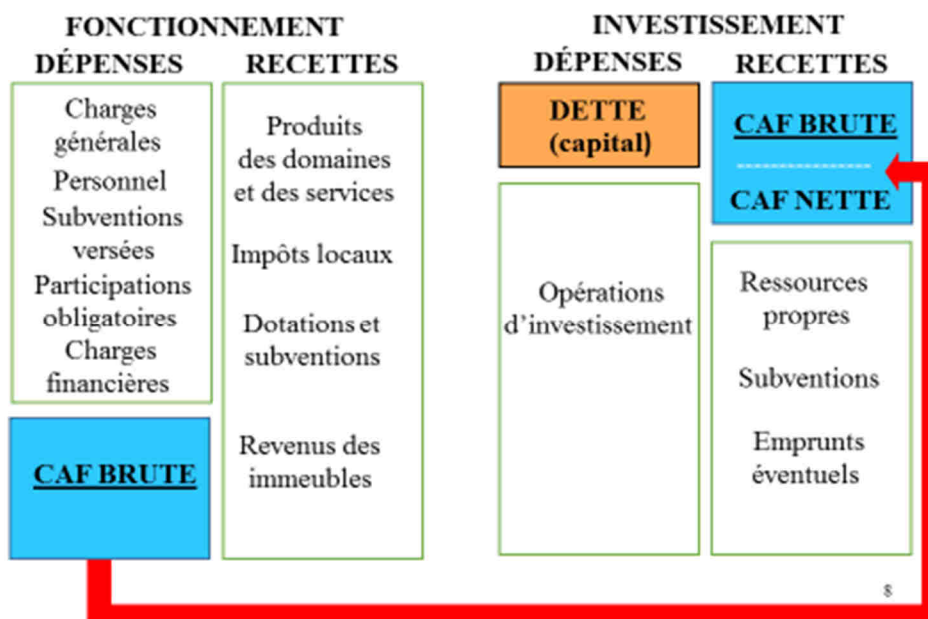 FONCTIONNEMENT
DÉPENSES
RECETTES
Charges
générales
Personnel
Subventions
versées
Participations
obligatoires
Charges
financières
CAF BRUTE
Produits
des domaines
et des services
Impôts locaux
Dotations et
subventions
Revenus des
immeubles
INVESTISSEMENT
DÉPENSES
RECETTES
DETTE
(capital)
Opérations
d’investissement
CAF BRUTE
----------------
CAF NETTE
Ressources
propres
Subventions
Emprunts
éventuels
8